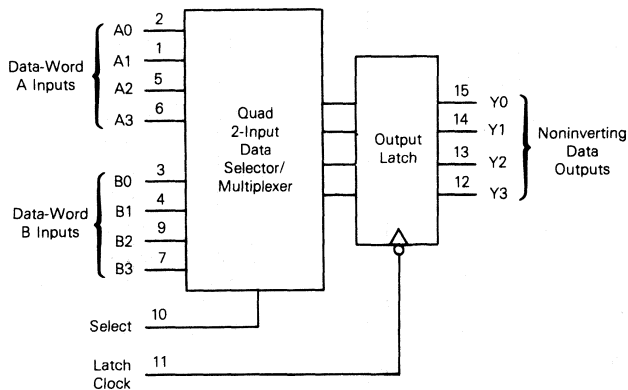 Data-Word
A Inputs
A0 2
A1 1
A2 5
A3 6
Data-Word
B Inputs
B0 3
B1 4
B2 9
B3 7
Select 10
Latch
Clock
11
Quad
2-Input
Data
Selector/
Multiplexer
Output
Latch
15 Y0
14 Y1
13 Y2
12 Y3
Noninverting
Data
Outputs